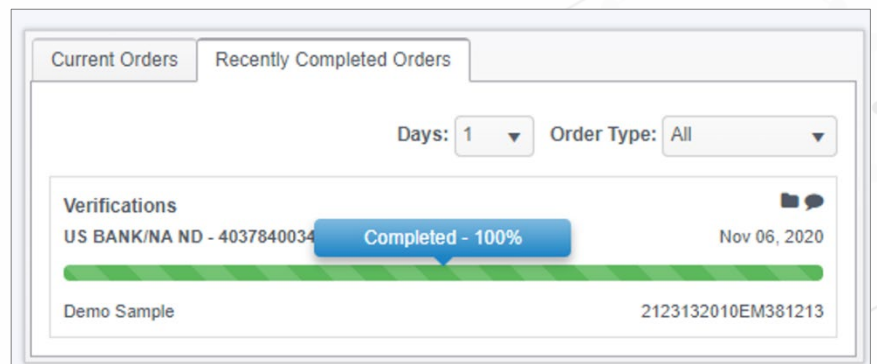 Current Orders Recently Completed Orders
Days: 1 Order Type: All
Verifications
US BANK/NA ND - 4037840034 Completed - 100% Nov 06, 2020
Demo Sample 2123132010EM381213